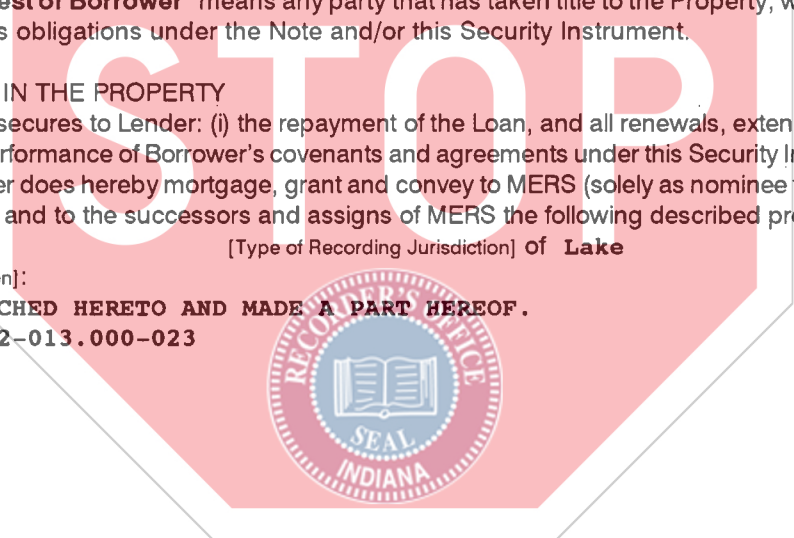 est of Borrower" means any party that has taken title to the Property, w
s obligations under the Note and/or this Security Instrument.
IN THE PROPERTY
secures to Lender: (i) the repayment of the Loan, and all renewals, exten
rformance of Borrower's covenants and agreements under this Security In
er does hereby mortgage, grant and convey to MERS (solely as nominee
and to the successors and assigns of MERS the following described pr
[Type of Recording Jurisdiction] of Lake
en]:
CHED HERETO AND MADE A PART HEREOF.
2-013.000-023
STOP
RECORDER'S OFFICE
SEAL
INDIANA